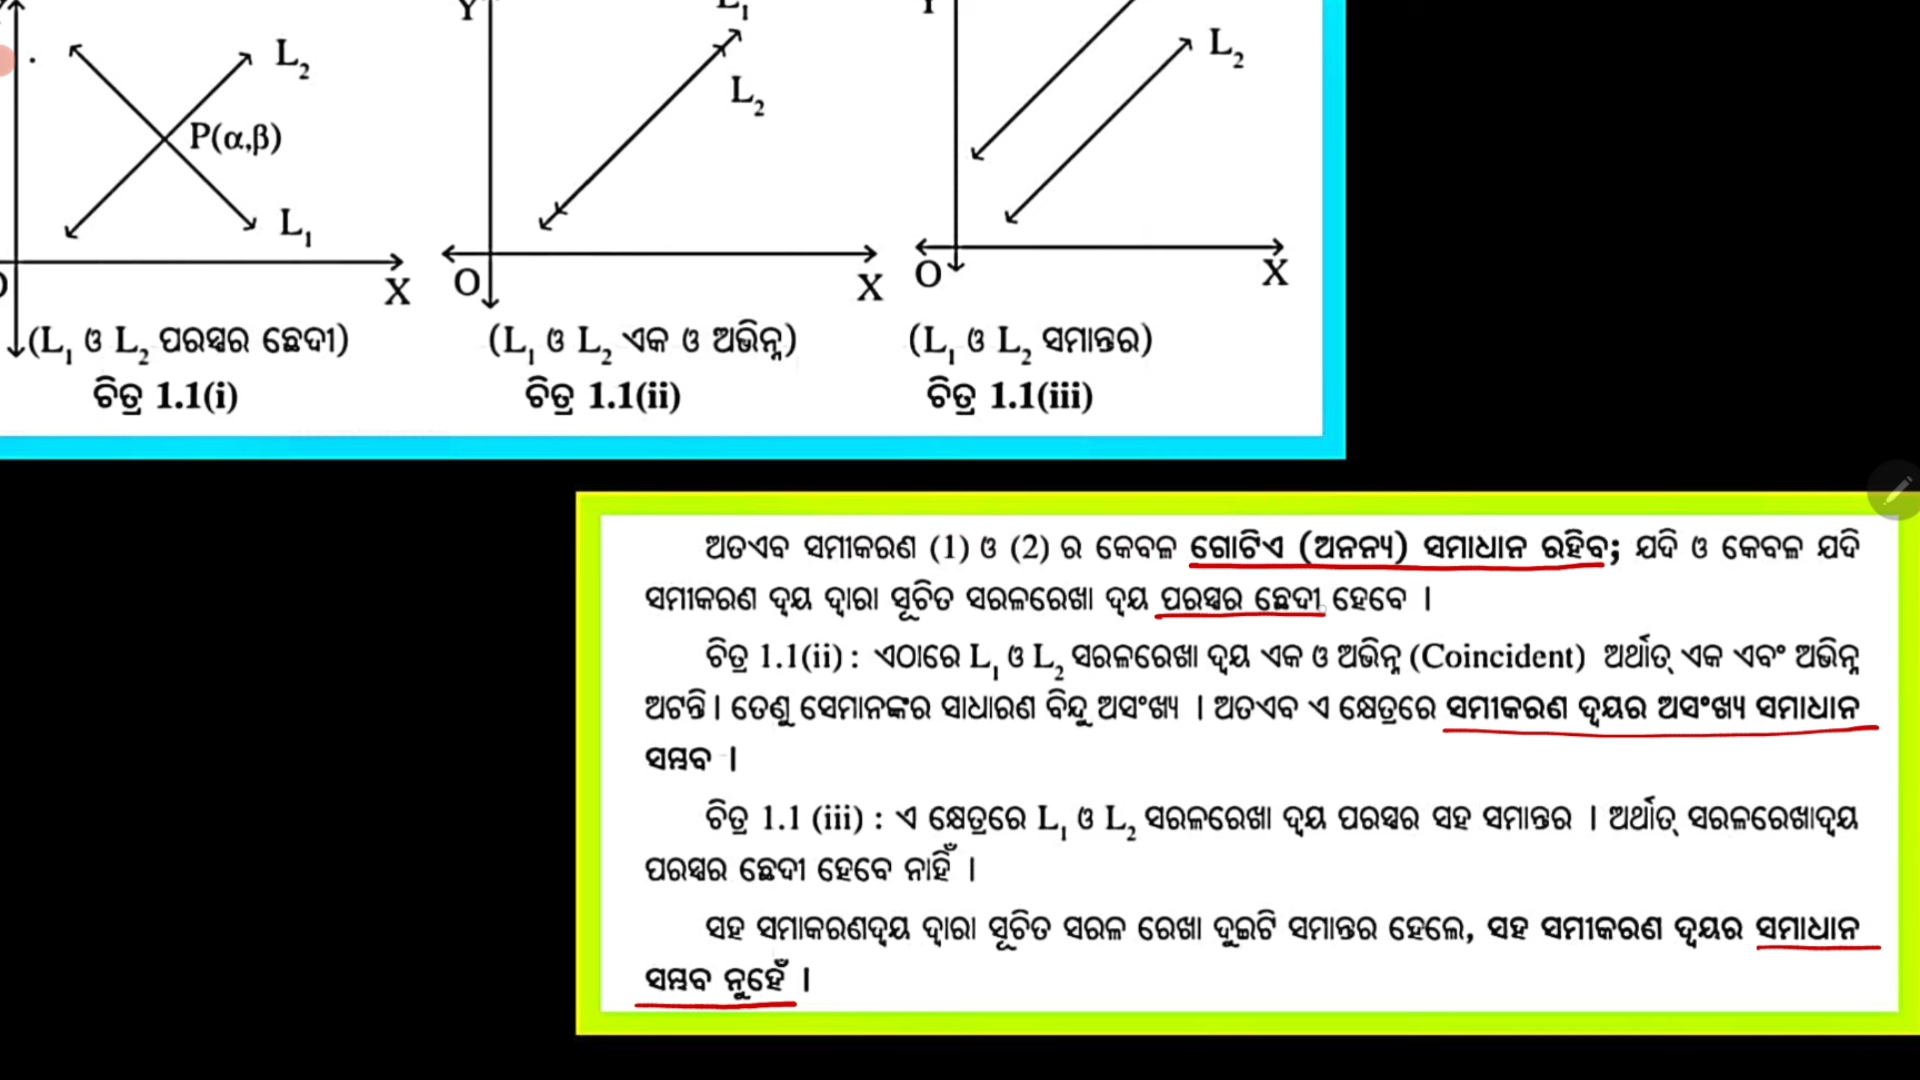 Y L₁ Y
L₂ L₂ L₂
P(α,β)
L₁
O X O X O X
(L₁ ଓ L₂ ପରସ୍ପର ଛେଦୀ) (L₁ ଓ L₂ ଏକ ଓ ଅଭିନ୍ନ) (L₁ ଓ L₂ ସମାନ୍ତର)
ଚିତ୍ର 1.1(i) ଚିତ୍ର 1.1(ii) ଚିତ୍ର 1.1(iii)
ଅତଏବ ସମୀକରଣ (1) ଓ (2) ର କେବଳ ଗୋଟିଏ (ଅନନ୍ୟ) ସମାଧାନ ରହିବ; ଯଦି ଓ କେବଳ ଯଦି
ସମୀକରଣ ଦ୍ୱୟ ଦ୍ୱାରା ସୂଚିତ ସରଳରେଖା ଦ୍ୱୟ ପରସ୍ପର ଛେଦୀ ହେବେ ।
ଚିତ୍ର 1.1(ii) : ଏଠାରେ L₁ ଓ L₂ ସରଳରେଖା ଦ୍ୱୟ ଏକ ଓ ଅଭିନ୍ନ (Coincident) ଅର୍ଥାତ୍ ଏକ ଏବଂ ଅଭିନ୍ନ
ଅଟନ୍ତି । ତେଣୁ ସେମାନଙ୍କର ସାଧାରଣ ବିନ୍ଦୁ ଅସଂଖ୍ୟ । ଅତଏବ ଏ କ୍ଷେତ୍ରରେ ସମୀକରଣ ଦ୍ୱୟର ଅସଂଖ୍ୟ ସମାଧାନ
ସମ୍ଭବ ।
ଚିତ୍ର 1.1 (iii) : ଏ କ୍ଷେତ୍ରରେ L₁ ଓ L₂ ସରଳରେଖା ଦ୍ୱୟ ପରସ୍ପର ସହ ସମାନ୍ତର । ଅର୍ଥାତ୍ ସରଳରେଖାଦ୍ୱୟ
ପରସ୍ପର ଛେଦୀ ହେବେ ନାହିଁ ।
ସହ ସମୀକରଣଦ୍ୱୟ ଦ୍ୱାରା ସୂଚିତ ସରଳ ରେଖା ଦୁଇଟି ସମାନ୍ତର ହେଲେ, ସହ ସମୀକରଣ ଦ୍ୱୟର ସମାଧାନ
ସମ୍ଭବ ନୁହେଁ ।